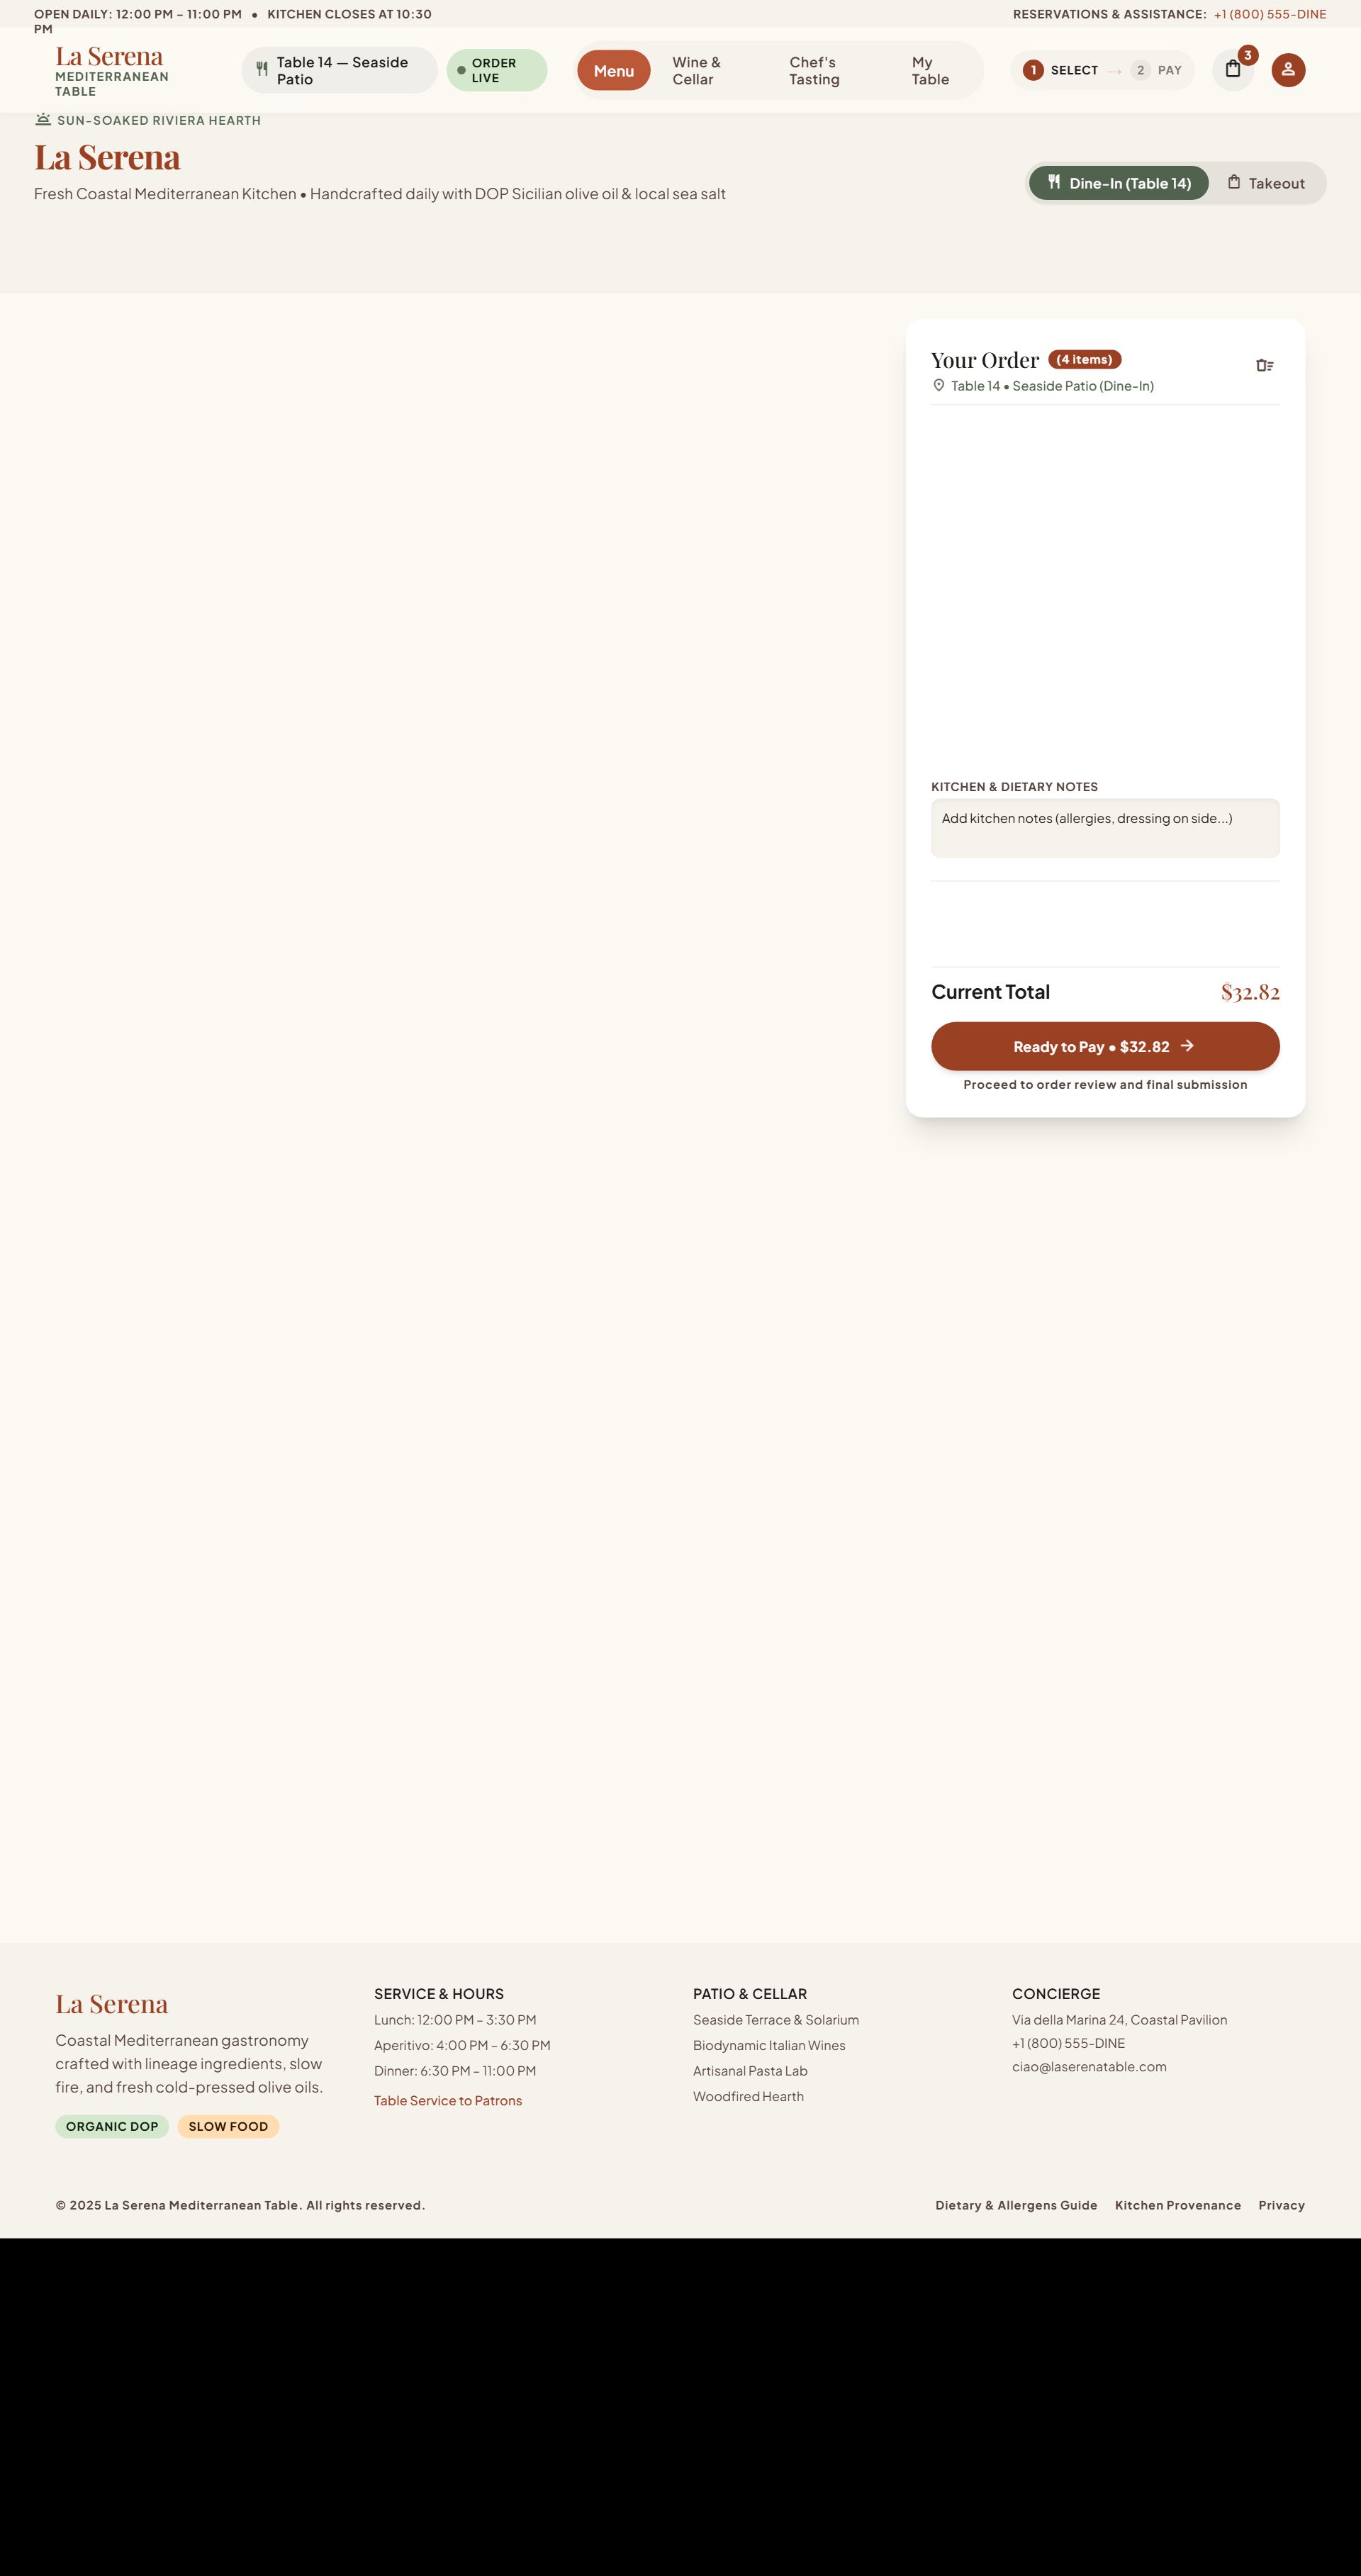 OPEN DAILY: 12:00 PM – 11:00 PM • KITCHEN CLOSES AT 10:30
PM
RESERVATIONS & ASSISTANCE: +1 (800) 555-DINE
La Serena
MEDITERRANEAN
TABLE
Table 14 — Seaside
Patio
ORDER
LIVE
Menu
Wine &
Cellar
Chef's
Tasting
My
Table
1 SELECT → 2 PAY
3
SUN-SOAKED RIVIERA HEARTH
La Serena
Fresh Coastal Mediterranean Kitchen • Handcrafted daily with DOP Sicilian olive oil & local sea salt
Dine-In (Table 14)
Takeout
Your Order (4 items)
Table 14 • Seaside Patio (Dine-In)
KITCHEN & DIETARY NOTES
Add kitchen notes (allergies, dressing on side...)
Current Total $32.82
Ready to Pay • $32.82 →
Proceed to order review and final submission
La Serena
Coastal Mediterranean gastronomy
crafted with lineage ingredients, slow
fire, and fresh cold-pressed olive oils.
ORGANIC DOP
SLOW FOOD
SERVICE & HOURS
Lunch: 12:00 PM – 3:30 PM
Aperitivo: 4:00 PM – 6:30 PM
Dinner: 6:30 PM – 11:00 PM
Table Service to Patrons
PATIO & CELLAR
Seaside Terrace & Solarium
Biodynamic Italian Wines
Artisanal Pasta Lab
Woodfired Hearth
CONCIERGE
Via della Marina 24, Coastal Pavilion
+1 (800) 555-DINE
ciao@laserenatable.com
© 2025 La Serena Mediterranean Table. All rights reserved.
Dietary & Allergens Guide
Kitchen Provenance
Privacy